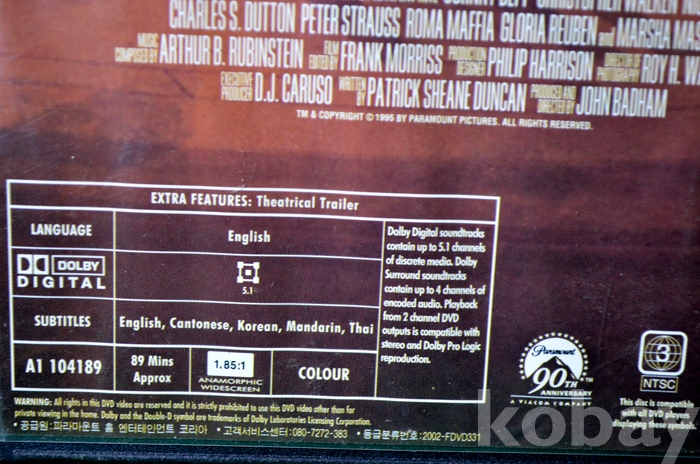 CHARLES S. DUTTON PETER STRAUSS ROMA MAFFIA GLORIA REUBEN and MARSHA
MUSIC COMPOSED BY ARTHUR B. RUBINSTEIN FILM EDITED BY FRANK MORRISS PRODUCTION DESIGNER PHILIP HARRISON DIRECTOR OF PHOTOGRAPHY ROY H.
EXECUTIVE PRODUCER D.J. CARUSO WRITTEN BY PATRICK SHEANE DUNCAN PRODUCED AND DIRECTED BY JOHN BADHAM
TM & COPYRIGHT © 1995 BY PARAMOUNT PICTURES. ALL RIGHTS RESERVED.
EXTRA FEATURES: Theatrical Trailer
LANGUAGE
English
DOLBY
DIGITAL
5.1
SUBTITLES
English, Cantonese, Korean, Mandarin, Thai
A1 104189
89 Mins
Approx
1.85:1
ANAMORPHIC
WIDESCREEN
COLOUR
Dolby Digital soundtracks
contain up to 5.1 channels
of discrete media. Dolby
Surround soundtracks
contain up to 4 channels of
encoded audio. Playback
from 2 channel DVD
outputs is compatible with
stereo and Dolby Pro Logic
reproduction.
Paramount
90TH
ANNIVERSARY
A VIACOM COMPANY
3
NTSC
This disc is compatible
with all DVD players
displaying these symbols.
WARNING: All rights in this DVD video are reserved and it is strictly prohibited to use this DVD video other than for
private viewing in the home. Dolby and the Double-D symbol are trademarks of Dolby Laboratories Licensing Corporation.
• 공급원: 파라마운트 홈 엔터테인먼트 코리아 • 고객서비스센터: 080-7272-383 • 등급분류번호: 2002-FDVD331
kobay